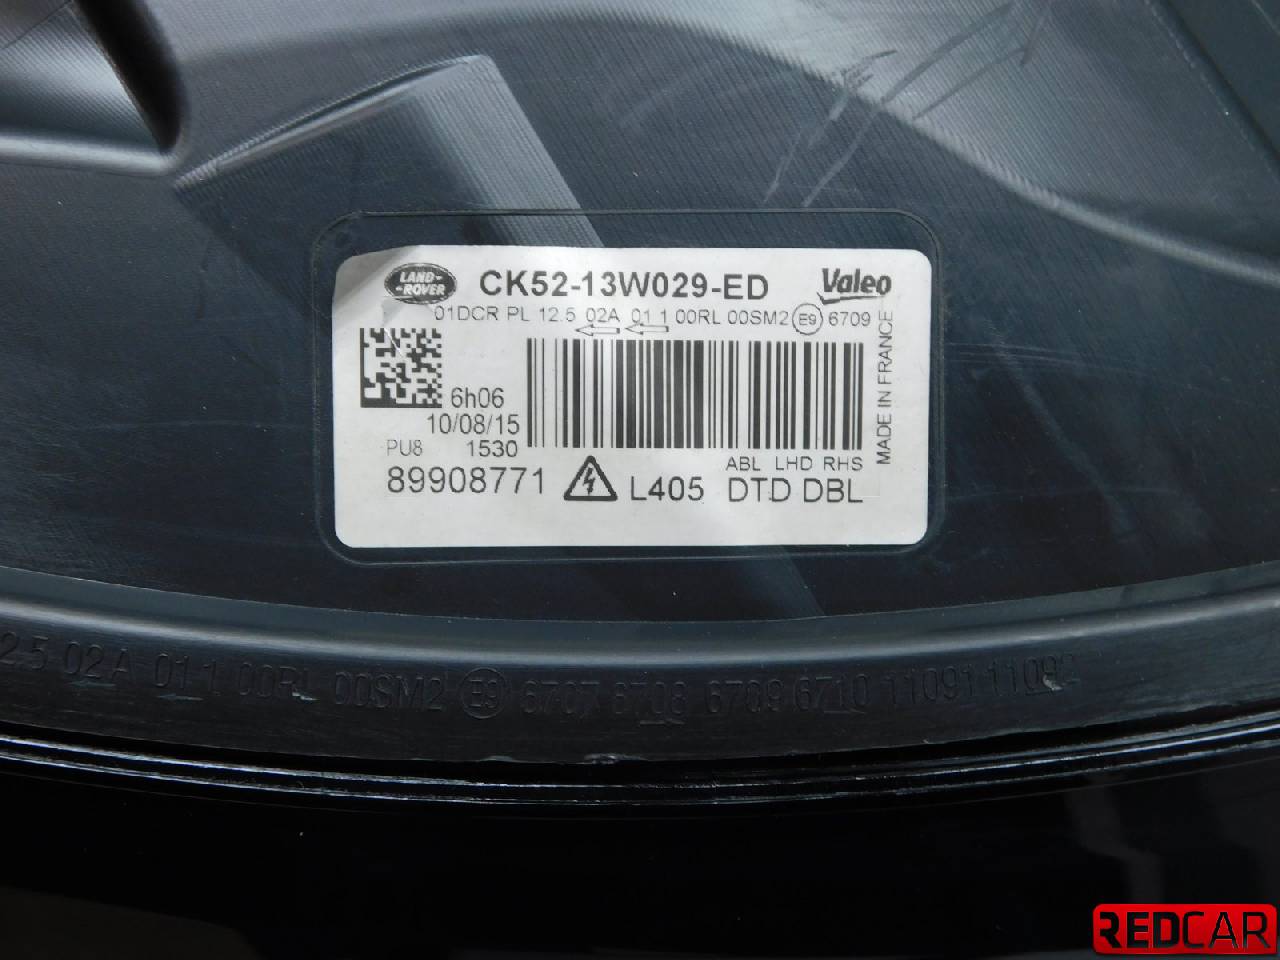 LAND-
-ROVER
CK52-13W029-ED
Valeo
01DCR PL 12.5 02A 01 1 00RL 00SM2 E9 6709
MADE IN FRANCE
6h06
10/08/15
PU8 1530
ABL LHD RHS
89908771 L405 DTD DBL
2.5 02A 01 1 00RL 00SM2 E9 6707 6708 6709 6710 11091 11092
REDCAR